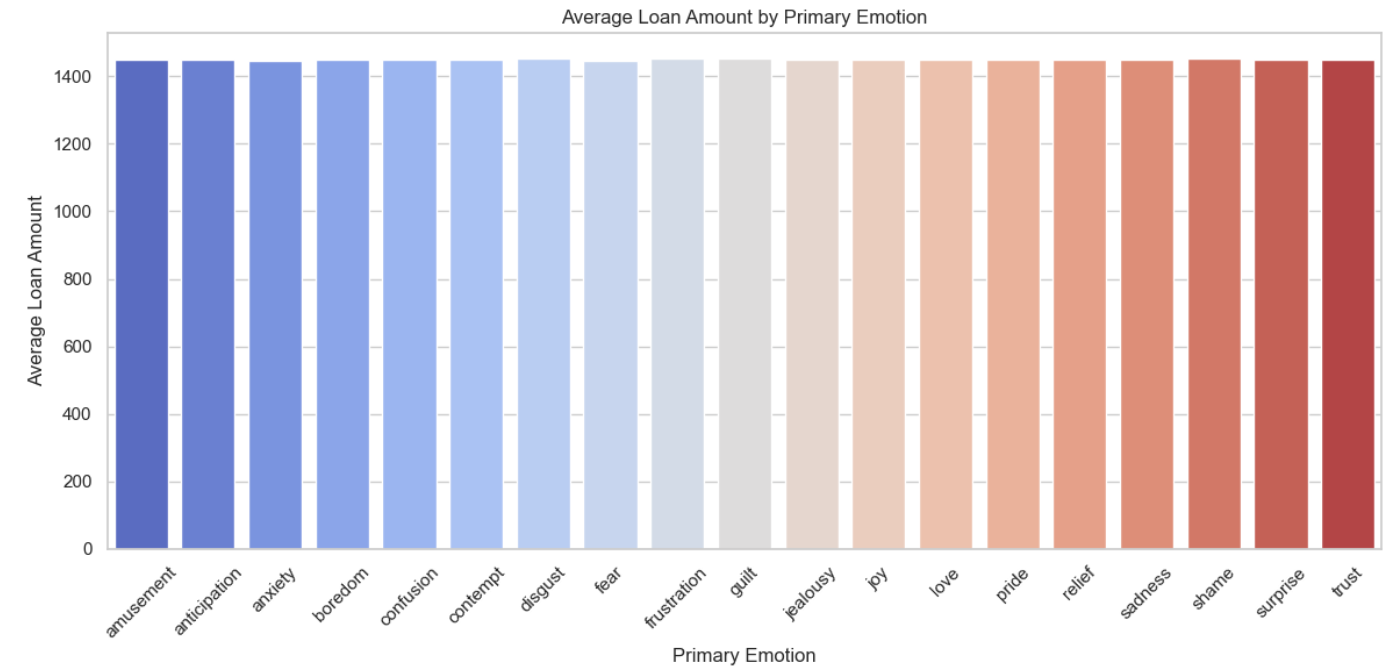 Average Loan Amount by Primary Emotion
Average Loan Amount
1400
1200
1000
800
600
400
200
0
amusement
anticipation
anxiety
boredom
confusion
contempt
disgust
fear
frustration
guilt
jealousy
joy
love
pride
relief
sadness
shame
surprise
trust
Primary Emotion